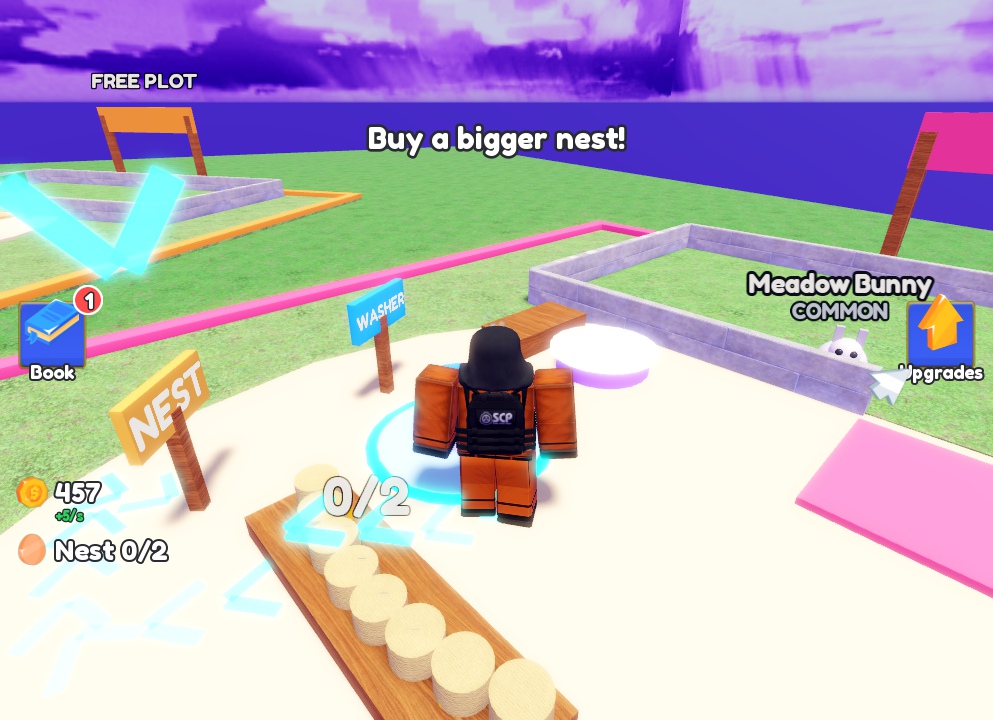 FREE PLOT
Buy a bigger nest!
Meadow Bunny
COMMON
WASHER
1
Book
Upgrades
NEST
SCP
457
+5/s
0/2
Nest 0/2